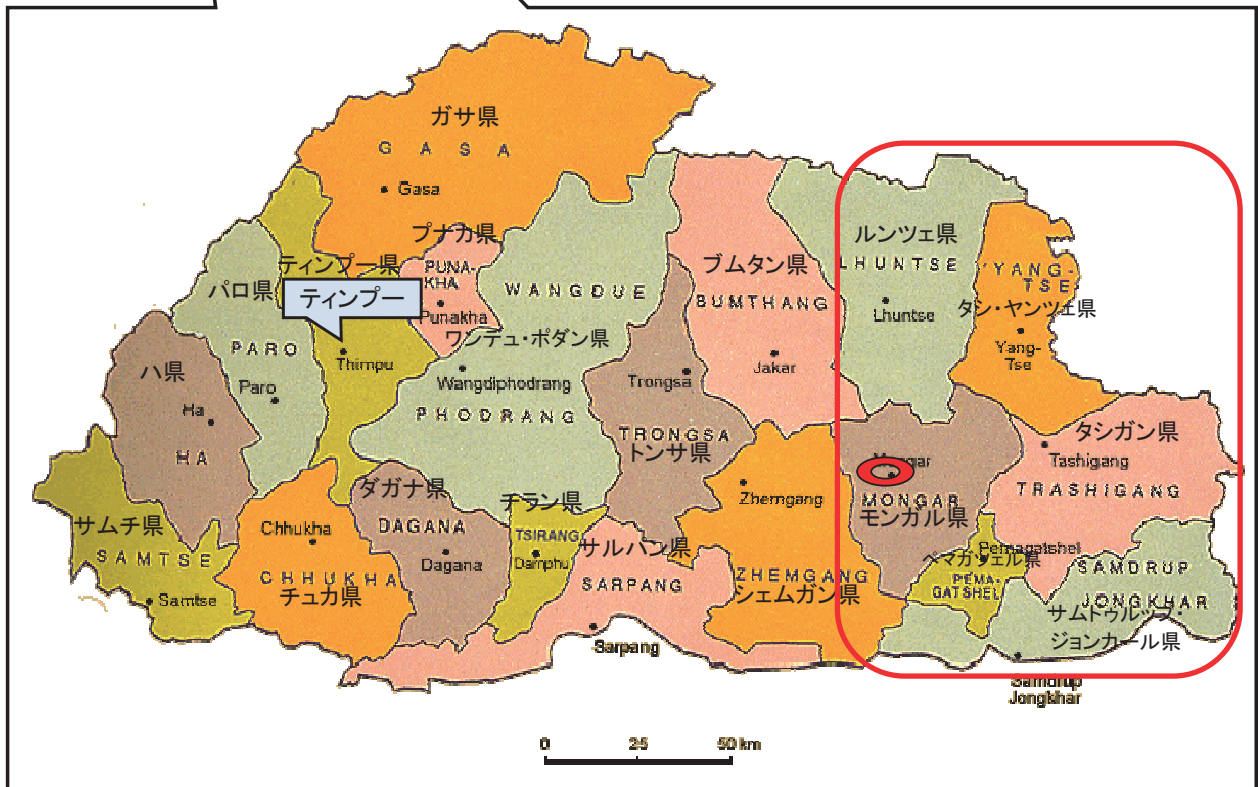 ガサ県
G A S A
Gasa
プナカ県
PUNA-
KHA
Punakha
ティンプー県
ティンプー
Thimpu
パロ県
PARO
Paro
ハ県
Ha
HA
WANGDUE
ワンデュ・ポダン県
Wangdiphodrang
PHODRANG
ブムタン県
BUMTHANG
Jakar
Trongsa
TRONGSA
トンサ県
ルンツェ県
LHUNTSE
Lhuntse
YANG-
TSE
タシ・ヤンツェ県
Yang-
Tse
タシガン県
Tashigang
TRASHIGANG
MONGAR
モンガル県
Zhemgang
ZHEMGANG
シェムガン県
サムチ県
SAMTSE
Samtse
Chhukha
CHHUKHA
チュカ県
ダガナ県
DAGANA
Dagana
チラン県
TSIRANG
Damphu
サルパン県
SARPANG
Sarpang
Pemagatshel
ペマガツェル県
PEMA-
GATSHEL
SAMDRUP
JONGKHAR
サムドゥルップ・
ジョンカール県
Samdrup
Jongkhar
0 25 50 km